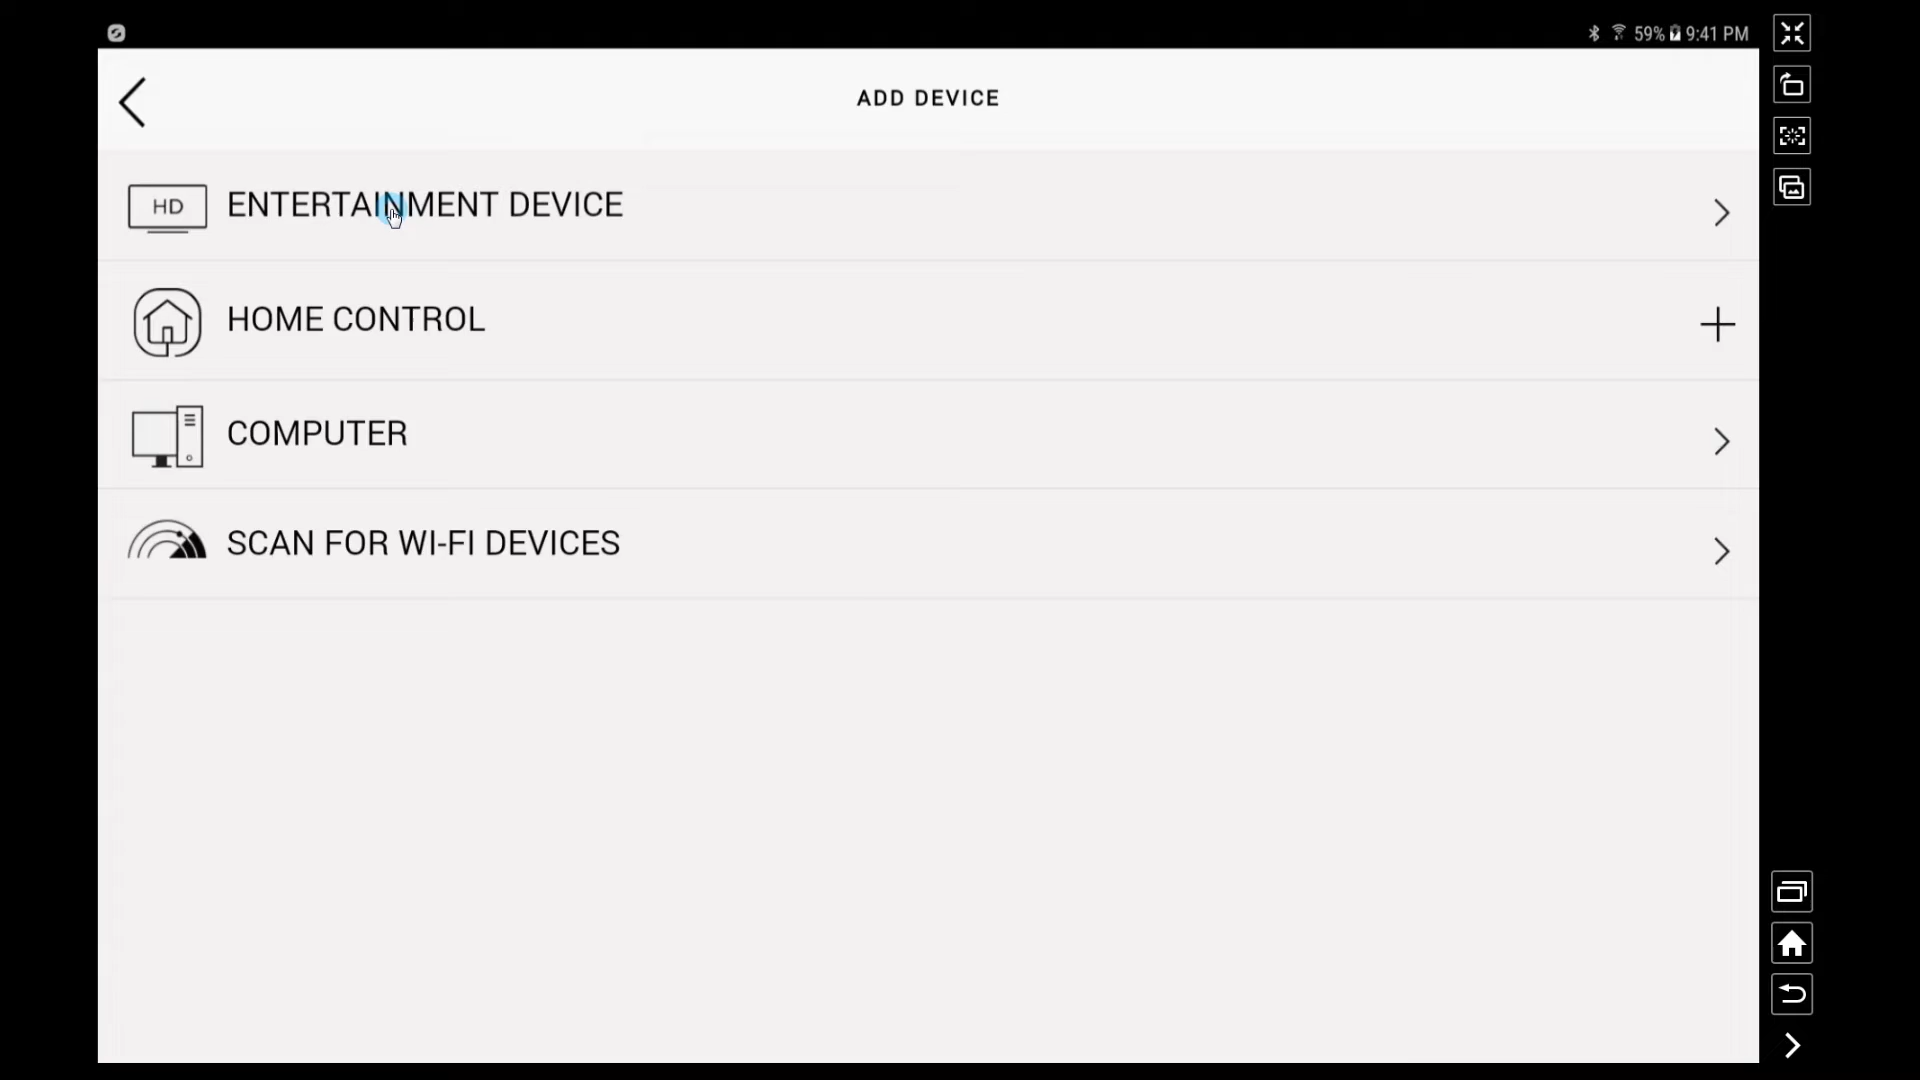 59% 9:41 PM
ADD DEVICE
HD ENTERTAINMENT DEVICE
HOME CONTROL
COMPUTER
SCAN FOR WI-FI DEVICES